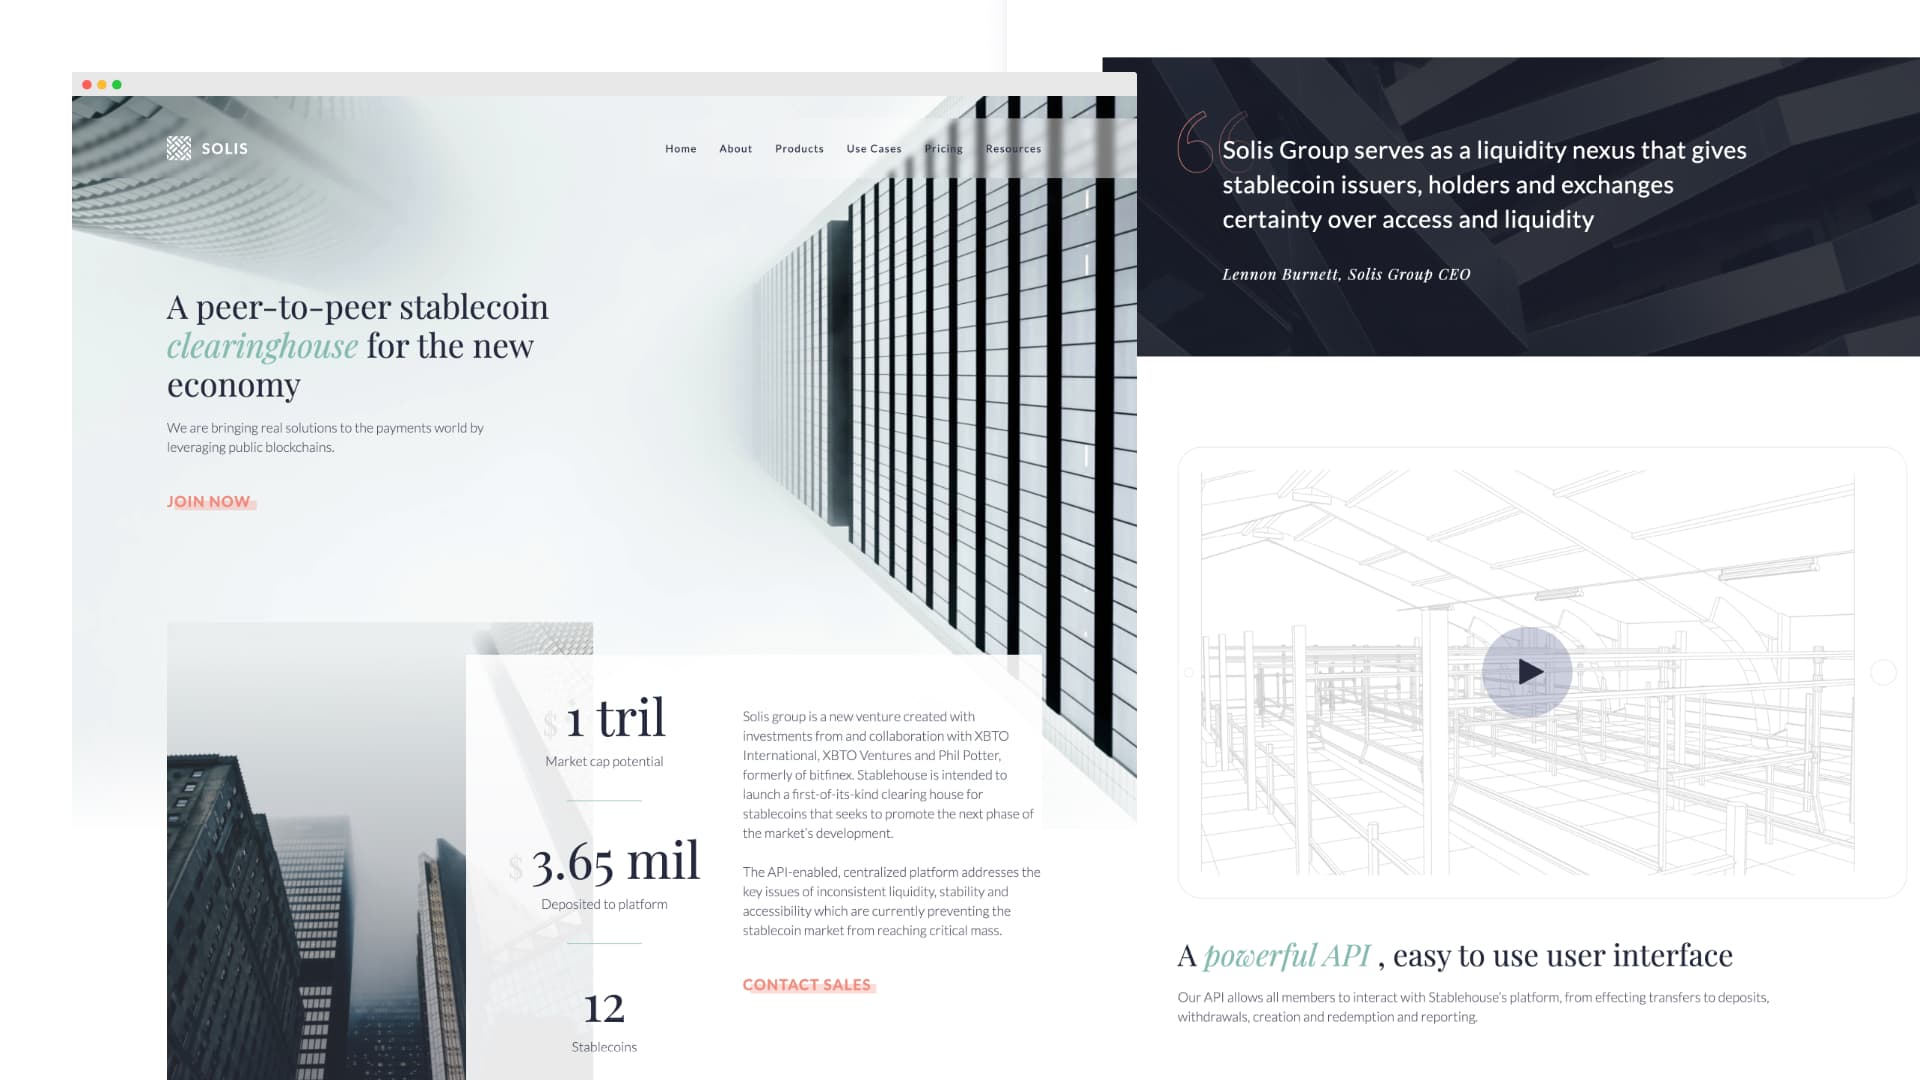 SOLIS
Home About Products Use Cases Pricing Resources
A peer-to-peer stablecoin
clearinghouse for the new
economy
We are bringing real solutions to the payments world by
leveraging public blockchains.
JOIN NOW
$ 1 tril
Market cap potential
$ 3.65 mil
Deposited to platform
12
Stablecoins
Solis group is a new venture created with
investments from and collaboration with XBTO
International, XBTO Ventures and Phil Potter,
formerly of bitfinex. Stablehouse is intended to
launch a first-of-its-kind clearing house for
stablecoins that seeks to promote the next phase of
the market's development.
The API-enabled, centralized platform addresses the
key issues of inconsistent liquidity, stability and
accessibility which are currently preventing the
stablecoin market from reaching critical mass.
CONTACT SALES
“
Solis Group serves as a liquidity nexus that gives
stablecoin issuers, holders and exchanges
certainty over access and liquidity
Lennon Burnett, Solis Group CEO
A powerful API , easy to use user interface
Our API allows all members to interact with Stablehouse's platform, from effecting transfers to deposits,
withdrawals, creation and redemption and reporting.